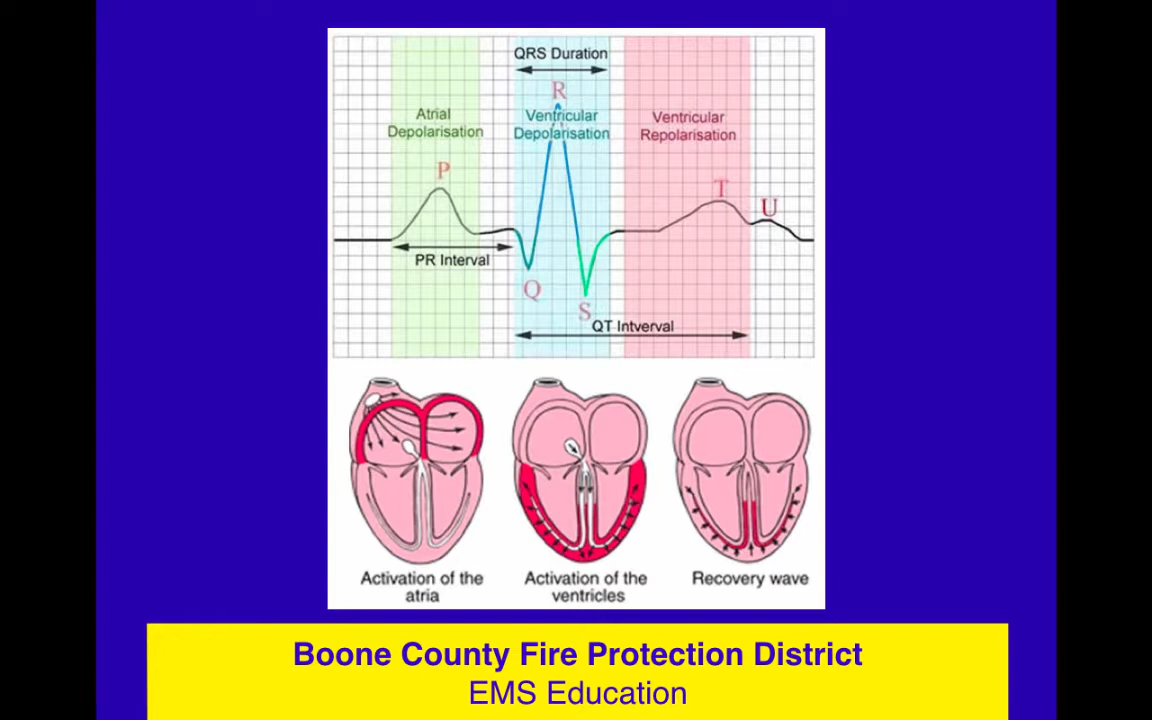 QRS Duration
R
Atrial
Depolarisation
Ventricular
Depolarisation
Ventricular
Repolarisation
P
T
U
PR Interval
Q
S
QT Intverval
Activation of the
atria
Activation of the
ventricles
Recovery wave
Boone County Fire Protection District
EMS Education